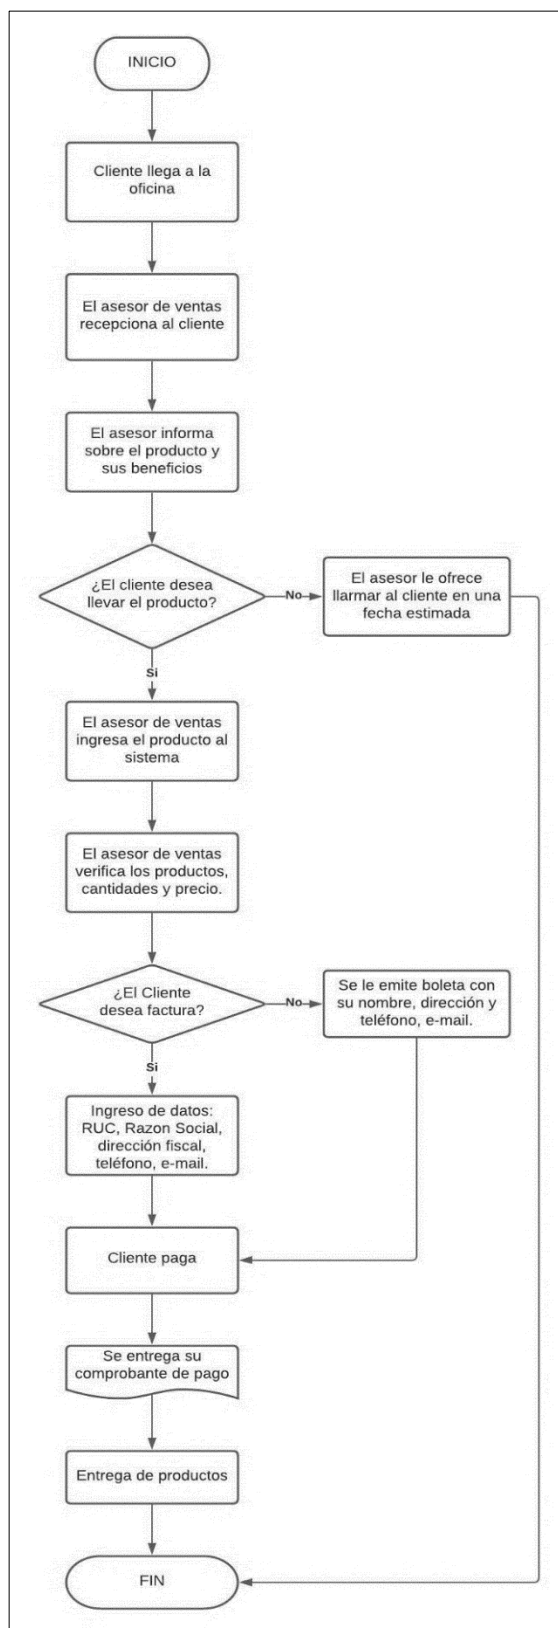 INICIO
Cliente llega a la
oficina
El asesor de ventas
recepciona al cliente
El asesor informa
sobre el producto y
sus beneficios
¿El cliente desea
llevar el producto?
No
El asesor le ofrece
llarmar al cliente en una
fecha estimada
Si
El asesor de ventas
ingresa el producto al
sistema
El asesor de ventas
verifica los productos,
cantidades y precio.
¿El Cliente
desea factura?
No
Se le emite boleta con
su nombre, dirección y
teléfono, e-mail.
Si
Ingreso de datos:
RUC, Razon Social,
dirección fiscal,
teléfono, e-mail.
Cliente paga
Se entrega su
comprobante de pago
Entrega de productos
FIN